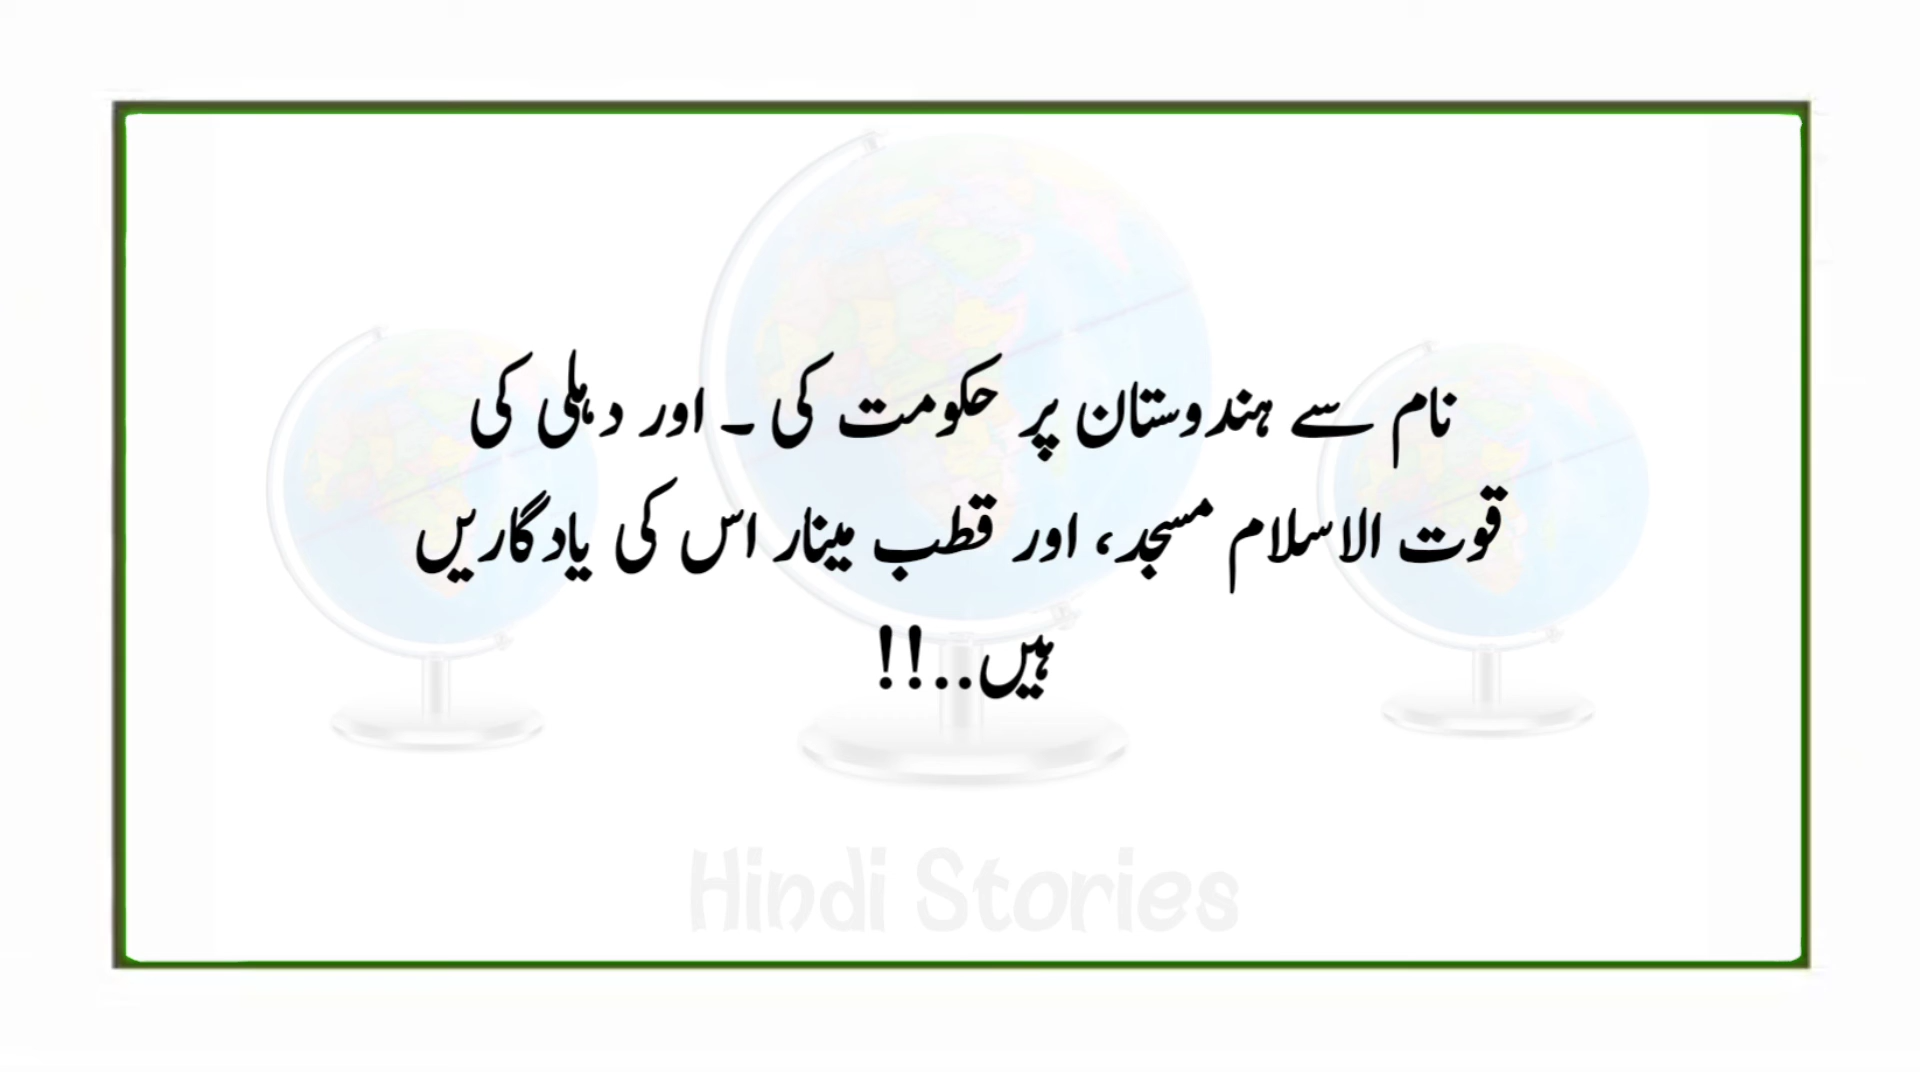 نام سے ہندوستان پر حکومت کی ۔ اور دہلی کی
قوت الاسلام مسجد، اور قطب مینار اس کی یادگاریں
ہیں..!!
Hindi Stories